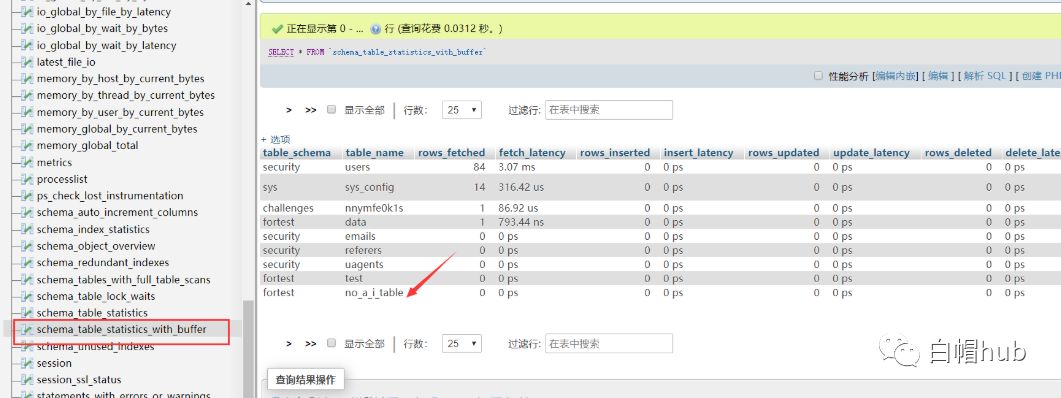 io_global_by_file_by_latency
io_global_by_wait_by_bytes
io_global_by_wait_by_latency
latest_file_io
memory_by_host_by_current_bytes
memory_by_thread_by_current_bytes
memory_by_user_by_current_bytes
memory_global_by_current_bytes
memory_global_total
metrics
processlist
ps_check_lost_instrumentation
schema_auto_increment_columns
schema_index_statistics
schema_object_overview
schema_redundant_indexes
schema_tables_with_full_table_scans
schema_table_lock_waits
schema_table_statistics
schema_table_statistics_with_buffer
schema_unused_indexes
session
session_ssl_status
statements_with_errors_or_warnings
正在显示第 0 - ... 行 (查询花费 0.0312 秒。)
SELECT * FROM `schema_table_statistics_with_buffer`
性能分析 [编辑内嵌] [ 编辑 ] [ 解析 SQL ] [ 创建 PH
> >> 显示全部 | 行数: 25 过滤行: 在表中搜索
+ 选项
table_schema table_name rows_fetched fetch_latency rows_inserted insert_latency rows_updated update_latency rows_deleted delete_late
security users 84 3.07 ms 0 0 ps 0 0 ps 0 0 ps
sys sys_config 14 316.42 us 0 0 ps 0 0 ps 0 0 ps
challenges nnymfe0k1s 1 86.92 us 0 0 ps 0 0 ps 0 0 ps
fortest data 1 793.44 ns 0 0 ps 0 0 ps 0 0 ps
security emails 0 0 ps 0 0 ps 0 0 ps 0 0 ps
security referers 0 0 ps 0 0 ps 0 0 ps 0 0 ps
security uagents 0 0 ps 0 0 ps 0 0 ps 0 0 ps
fortest test 0 0 ps 0 0 ps 0 0 ps 0 0 ps
fortest no_a_i_table 0 0 ps 0 0 ps 0 0 ps 0 0 ps
> >> 显示全部 | 行数: 25 过滤行: 在表中搜索
查询结果操作
白帽hub